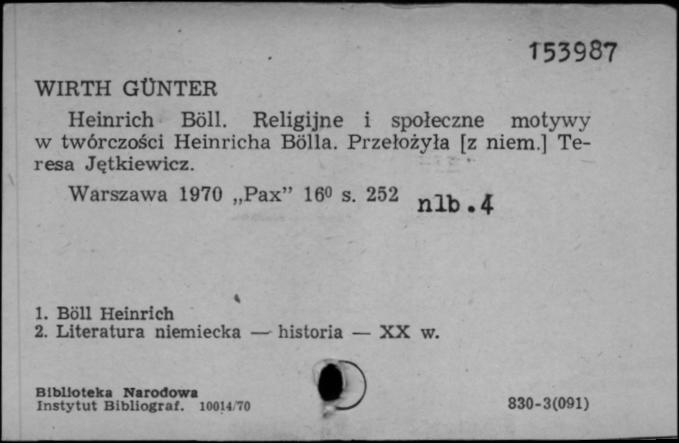 153987
WIRTH GÜNTER
Heinrich Böll. Religijne i społeczne motywy
w twórczości Heinricha Bölla. Przełożyła [z niem.] Te-
resa Jętkiewicz.
Warszawa 1970 „Pax” 16⁰ s. 252 nlb.4
1. Böll Heinrich
2. Literatura niemiecka — historia — XX w.
Biblioteka Narodowa
Instytut Bibliograf. 10014/70 830-3(091)